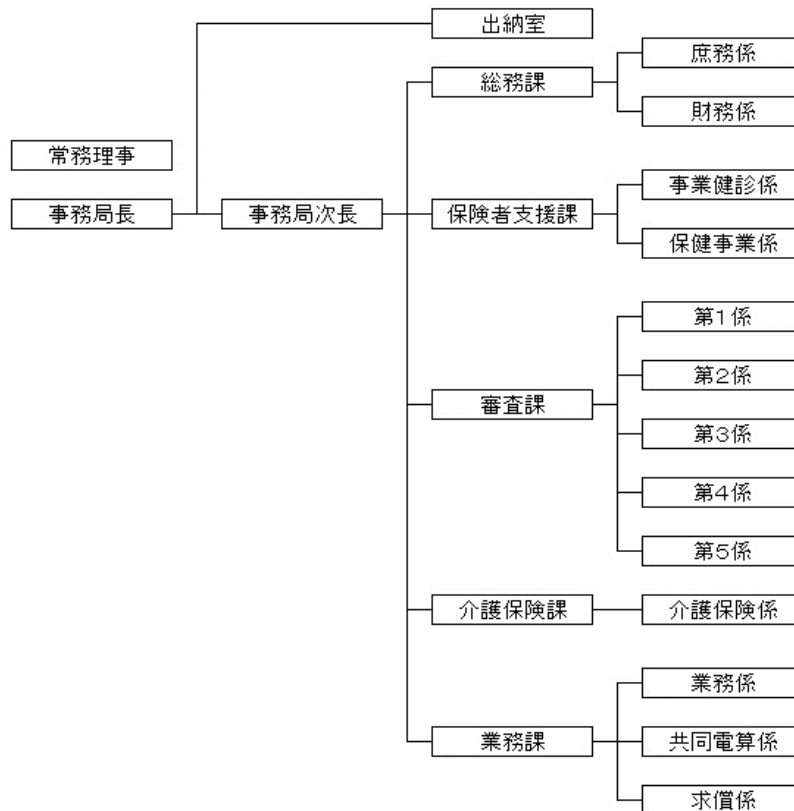 出納室
庶務係
総務課
財務係
常務理事
事業健診係
事務局長
事務局次長
保険者支援課
保健事業係
第1係
第2係
審査課
第3係
第4係
第5係
介護保険課
介護保険係
業務係
業務課
共同電算係
求償係